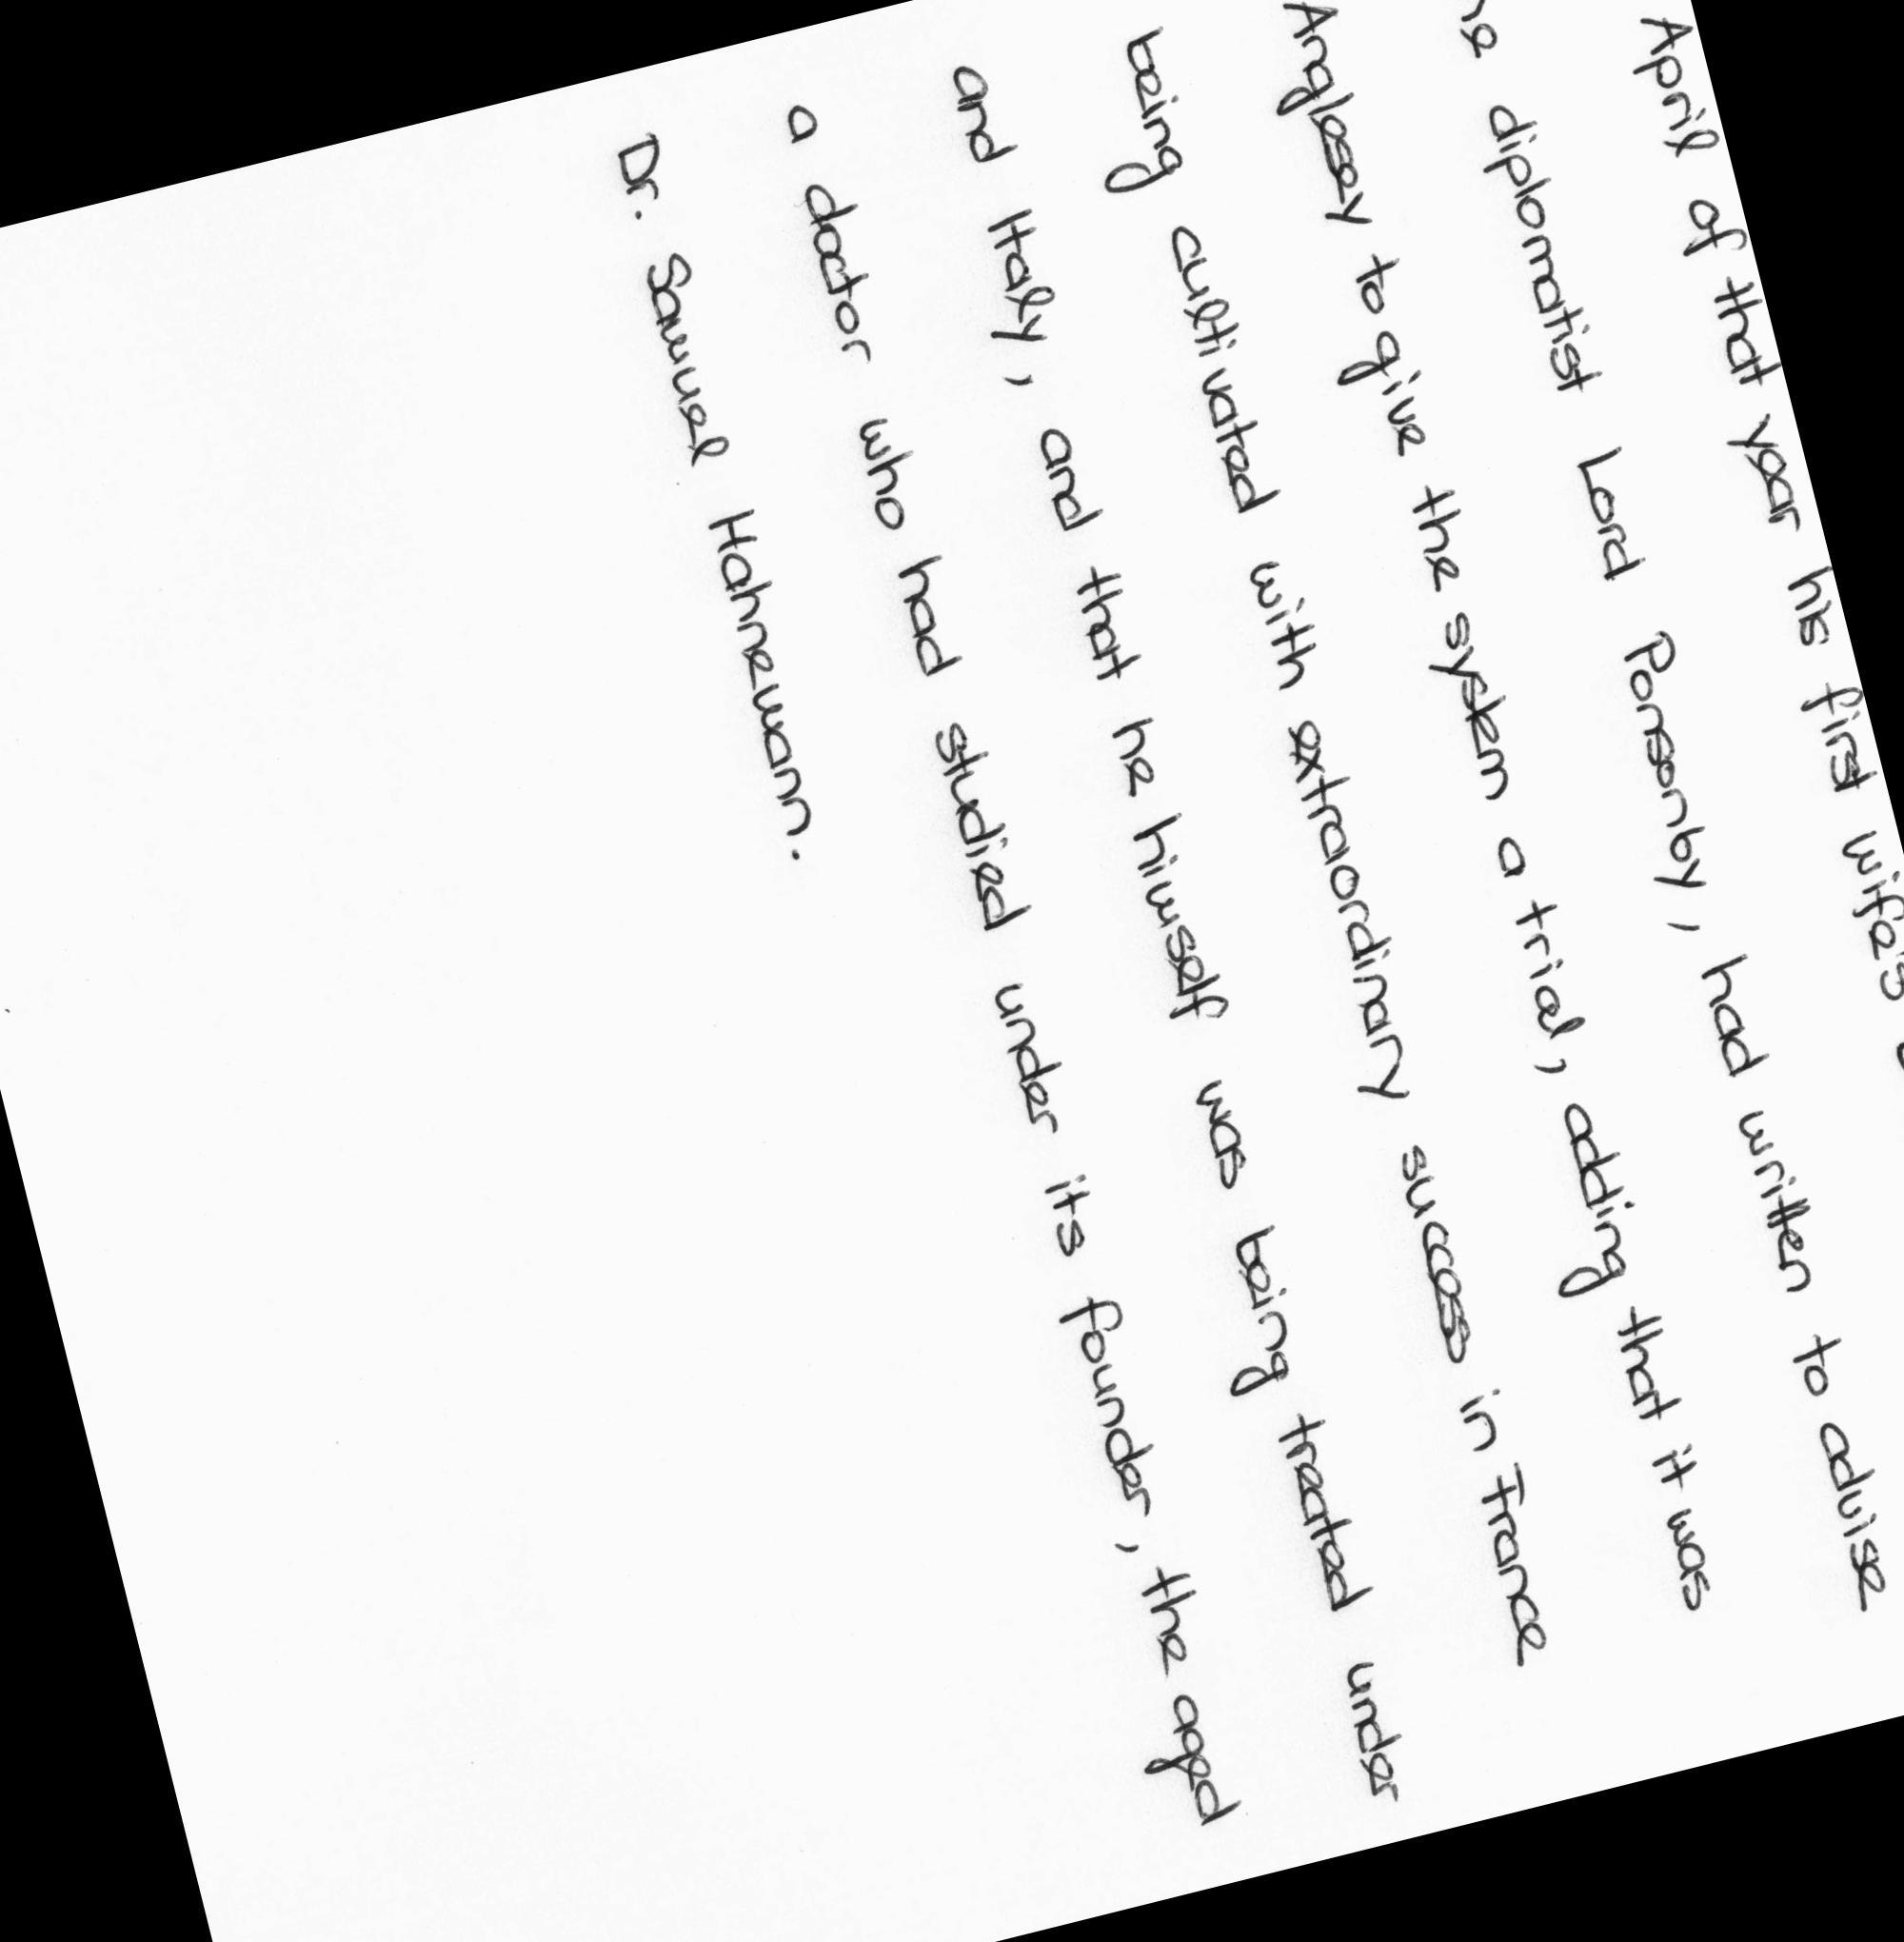 April of that year his first wife's
diplomatist Lord Ponsonby, had written to advise
Anglesey to give the system a trial, adding that it was
being cultivated with extraordinary success in France
and Italy, and that he himself was being treated under
a doctor who had studied under its founder, the aged
Dr. Samuel Hahnemann.